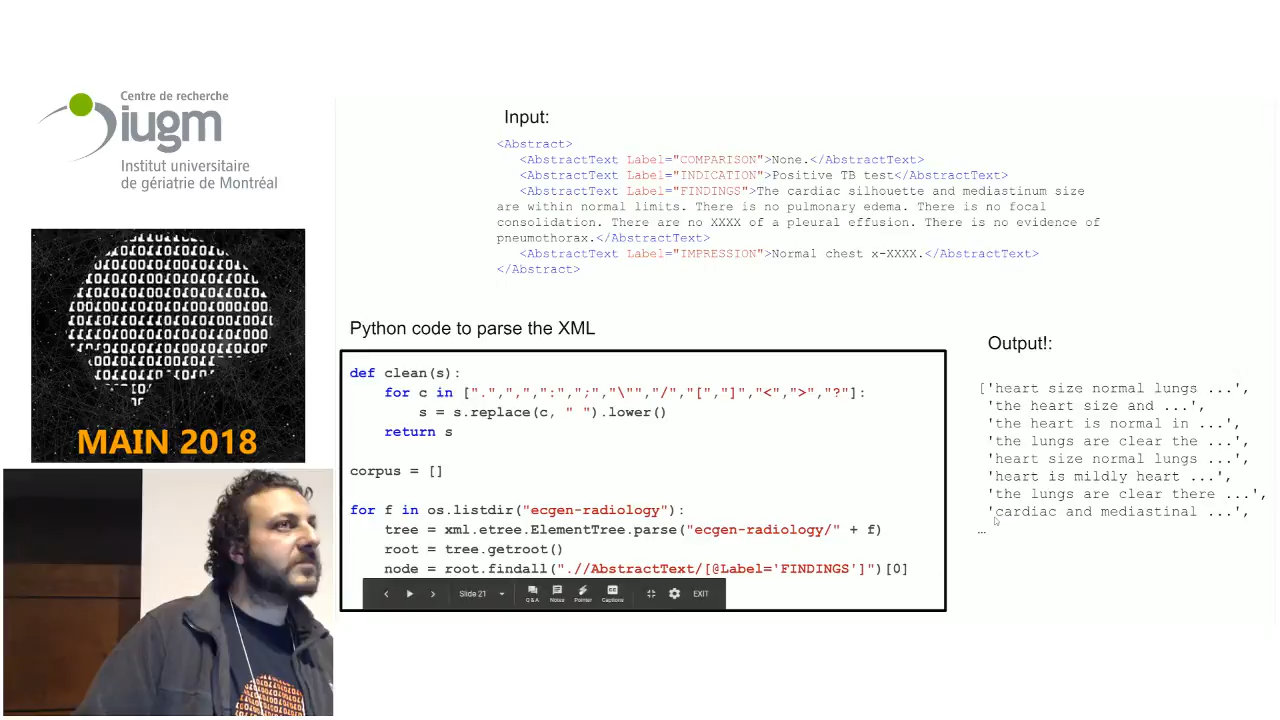 Centre de recherche
iugm
Institut universitaire
de gériatrie de Montréal
MAIN 2018
Input:
<Abstract>
<AbstractText Label="COMPARISON">None.</AbstractText>
<AbstractText Label="INDICATION">Positive TB test</AbstractText>
<AbstractText Label="FINDINGS">The cardiac silhouette and mediastinum size
are within normal limits. There is no pulmonary edema. There is no focal
consolidation. There are no XXXX of a pleural effusion. There is no evidence of
pneumothorax.</AbstractText>
<AbstractText Label="IMPRESSION">Normal chest x-XXXX.</AbstractText>
</Abstract>
Python code to parse the XML
def clean(s):
for c in [".",",",":",";","\"","/","[","]","<",">","?"]:
s = s.replace(c, " ").lower()
return s
corpus = []
for f in os.listdir("ecgen-radiology"):
tree = xml.etree.ElementTree.parse("ecgen-radiology/" + f)
root = tree.getroot()
node = root.findall(".//AbstractText/[@Label='FINDINGS']")[0]
Slide 21
Q&A Notes Pointer Captions
EXIT
Output!:
['heart size normal lungs ...',
'the heart size and ...',
'the heart is normal in ...',
'the lungs are clear the ...',
'heart size normal lungs ...',
'heart is mildly heart ...',
'the lungs are clear there ...',
'cardiac and mediastinal ...',
…